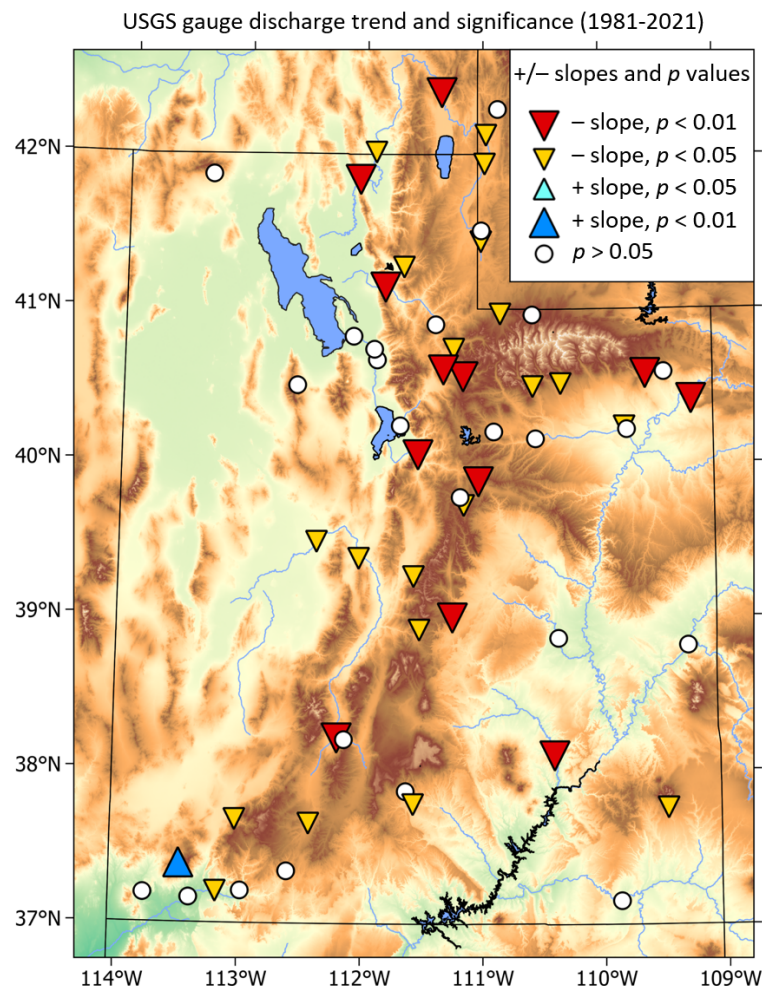 USGS gauge discharge trend and significance (1981-2021)
+/– slopes and p values
– slope, p < 0.01
– slope, p < 0.05
+ slope, p < 0.05
+ slope, p < 0.01
p > 0.05
42°N
41°N
40°N
39°N
38°N
37°N
114°W 113°W 112°W 111°W 110°W 109°W